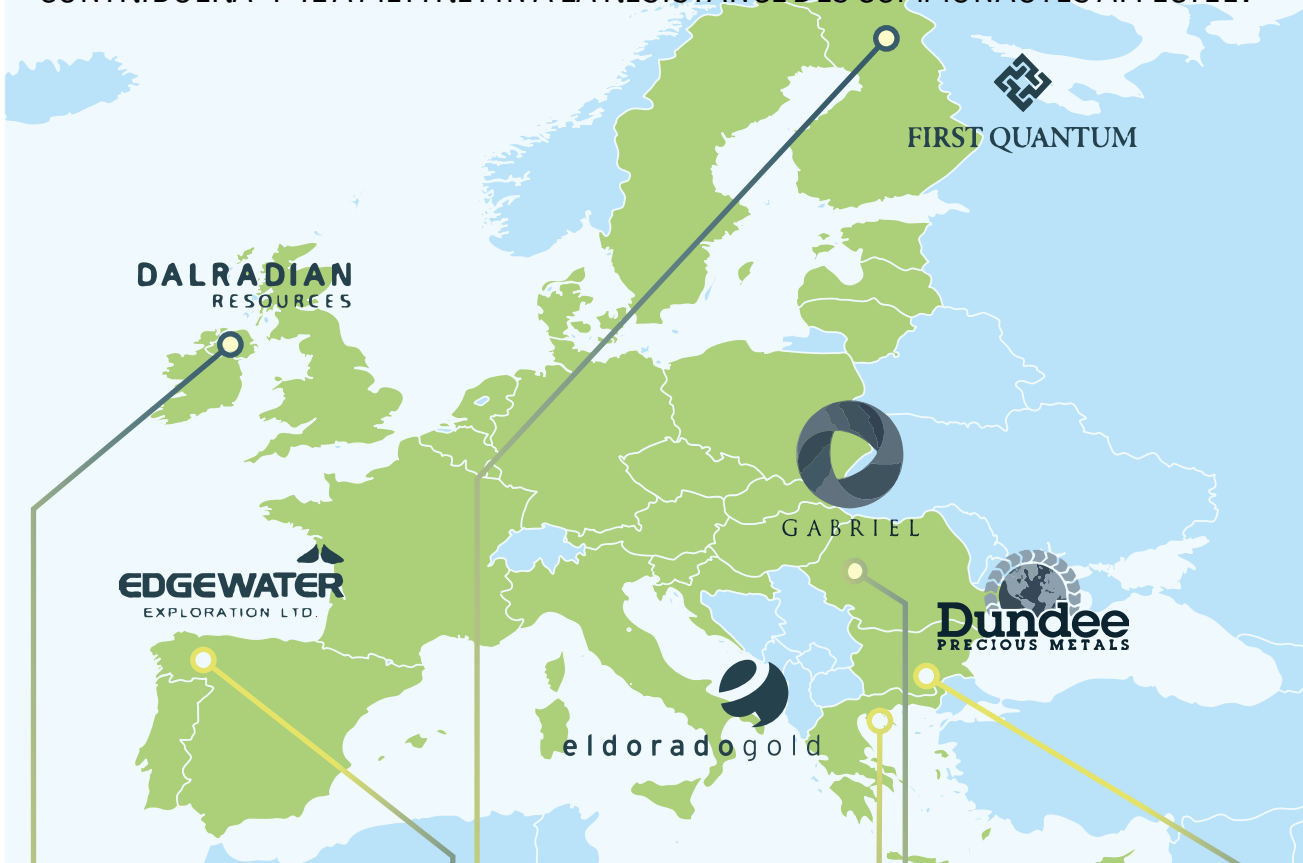 FIRST QUANTUM
DALRADIAN
RESOURCES
GABRIEL
EDGEWATER
EXPLORATION LTD.
Dundee
PRECIOUS METALS
eldoradogold